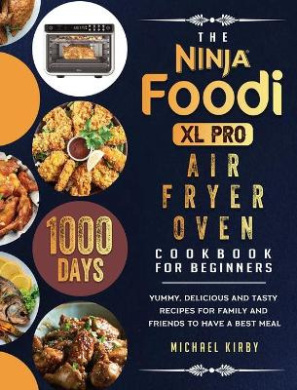 THE
NINJA
Foodi
XL PRO
AIR
FRYER
OVEN
COOKBOOK
FOR BEGINNERS
1000
DAYS
YUMMY, DELICIOUS AND TASTY
RECIPES FOR FAMILY AND
FRIENDS TO HAVE A BEST MEAL
MICHAEL KIRBY